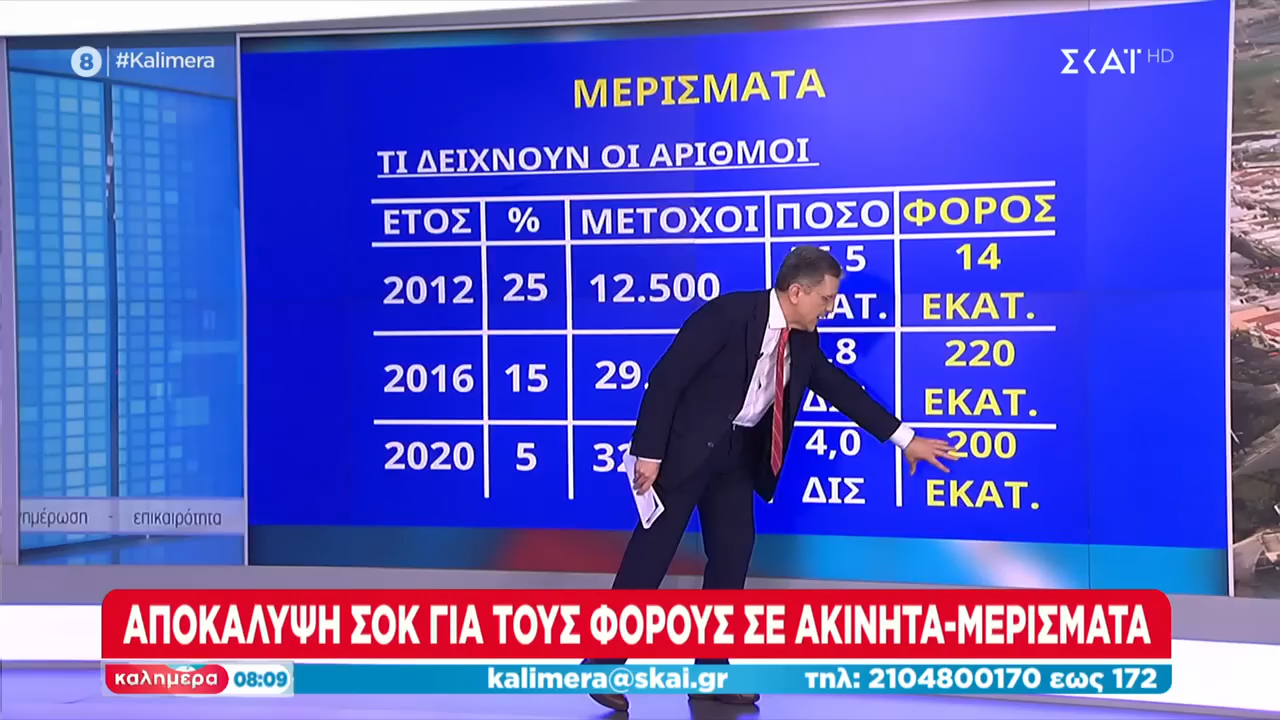 8 #Kalimera
ΣΚΑΪ HD
ΜΕΡΙΣΜΑΤΑ
ΤΙ ΔΕΙΧΝΟΥΝ ΟΙ ΑΡΙΘΜΟΙ
ΕΤΟΣ % ΜΕΤΟΧΟΙ ΠΟΣΟ ΦΟΡΟΣ
2012 25 12.500 14 ΕΚΑΤ.
2016 15 220 ΕΚΑΤ.
2020 5 4,0 ΔΙΣ 200 ΕΚΑΤ.
επικαιρότητα
ΑΠΟΚΑΛΥΨΗ ΣΟΚ ΓΙΑ ΤΟΥΣ ΦΟΡΟΥΣ ΣΕ ΑΚΙΝΗΤΑ-ΜΕΡΙΣΜΑΤΑ
καλημέρα 08:09 kalimera@skai.gr τηλ: 2104800170 εως 172